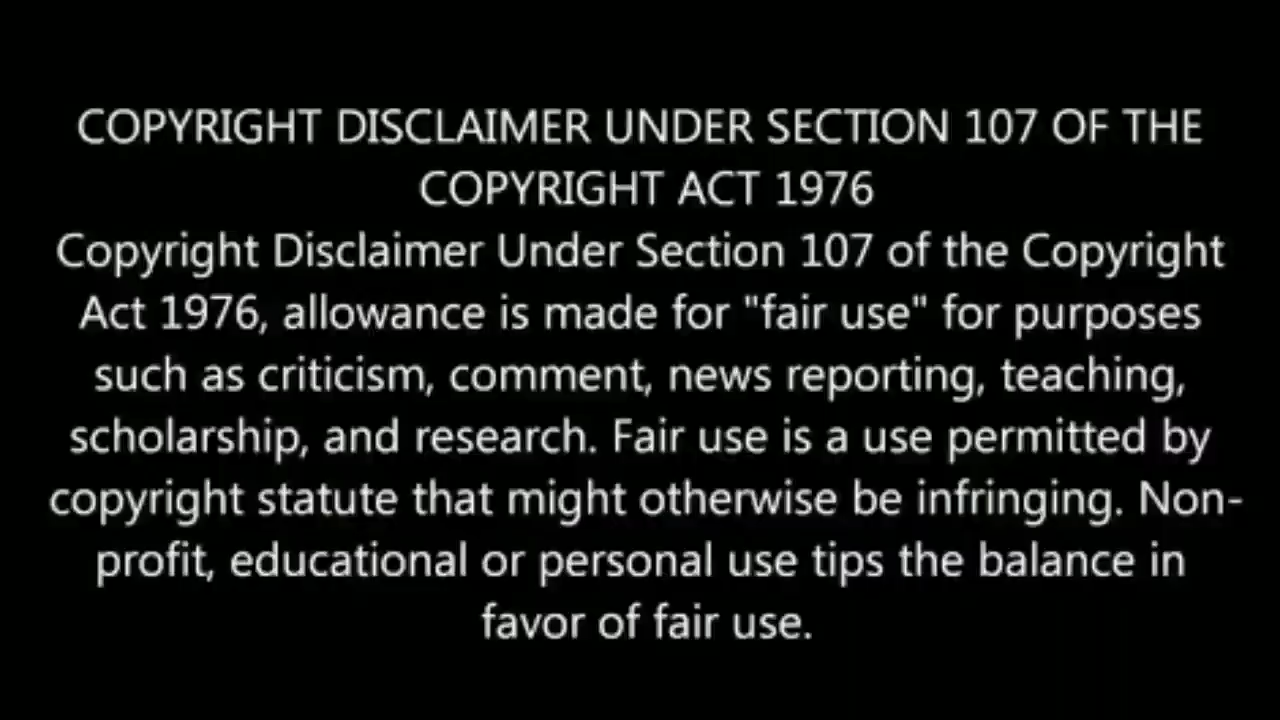 COPYRIGHT DISCLAIMER UNDER SECTION 107 OF THE
COPYRIGHT ACT 1976
Copyright Disclaimer Under Section 107 of the Copyright
Act 1976, allowance is made for "fair use" for purposes
such as criticism, comment, news reporting, teaching,
scholarship, and research. Fair use is a use permitted by
copyright statute that might otherwise be infringing. Non-
profit, educational or personal use tips the balance in
favor of fair use.